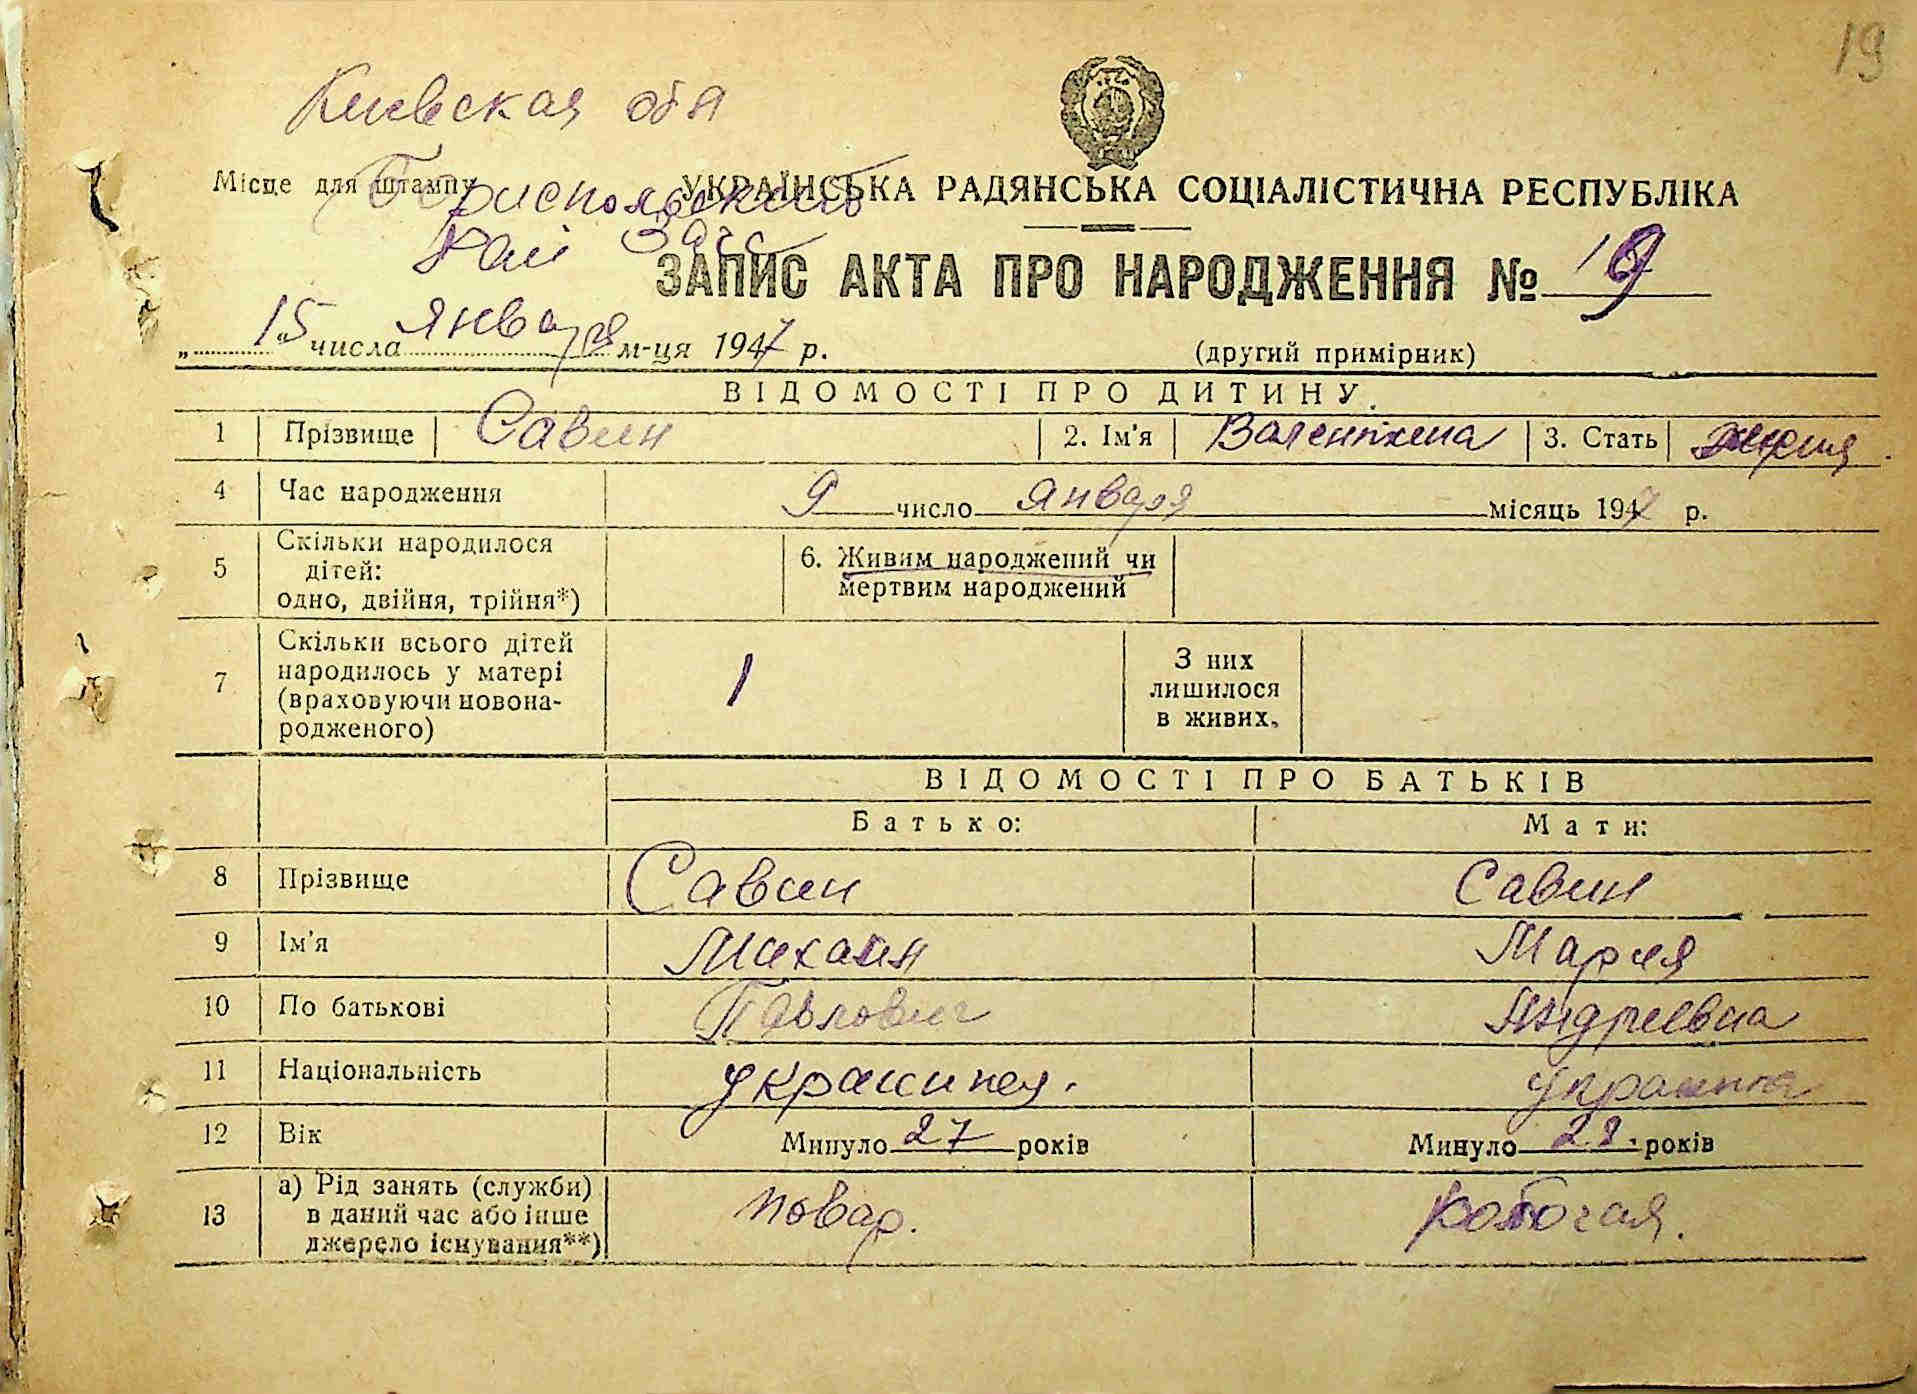 19
Киевская обл
Місце для штампу
Бориспольский
УКРАЇНСЬКА РАДЯНСЬКА СОЦІАЛІСТИЧНА РЕСПУБЛІКА
Рай Загс
ЗАПИС АКТА ПРО НАРОДЖЕННЯ № 19
„ 15 " числа января м-ця 1947 р.
(другий примірник)
ВІДОМОСТІ ПРО ДИТИНУ.
1 Прізвище Савин 2. Ім'я Валентина 3. Стать
4 Час народження 9 число января місяць 1947 р.
5 Скільки народилося
дітей:
одно, двійня, трійня*)
6. Живим народжений чи
мертвим народжений
7 Скільки всього дітей
народилось у матері
(враховуючи новона-
родженого)
1
З них
лишилося
в живих.
ВІДОМОСТІ ПРО БАТЬКІВ
Батько: Мати:
8 Прізвище Савин Савин
9 Ім'я Михаил Мария
10 По батькові Павлович Андреевна
11 Національність украинец. украинка
12 Вік Минуло 27 років Минуло 28. років
13 а) Рід занять (служби)
в даний час або інше
джерело існування**)
повар. роботая.